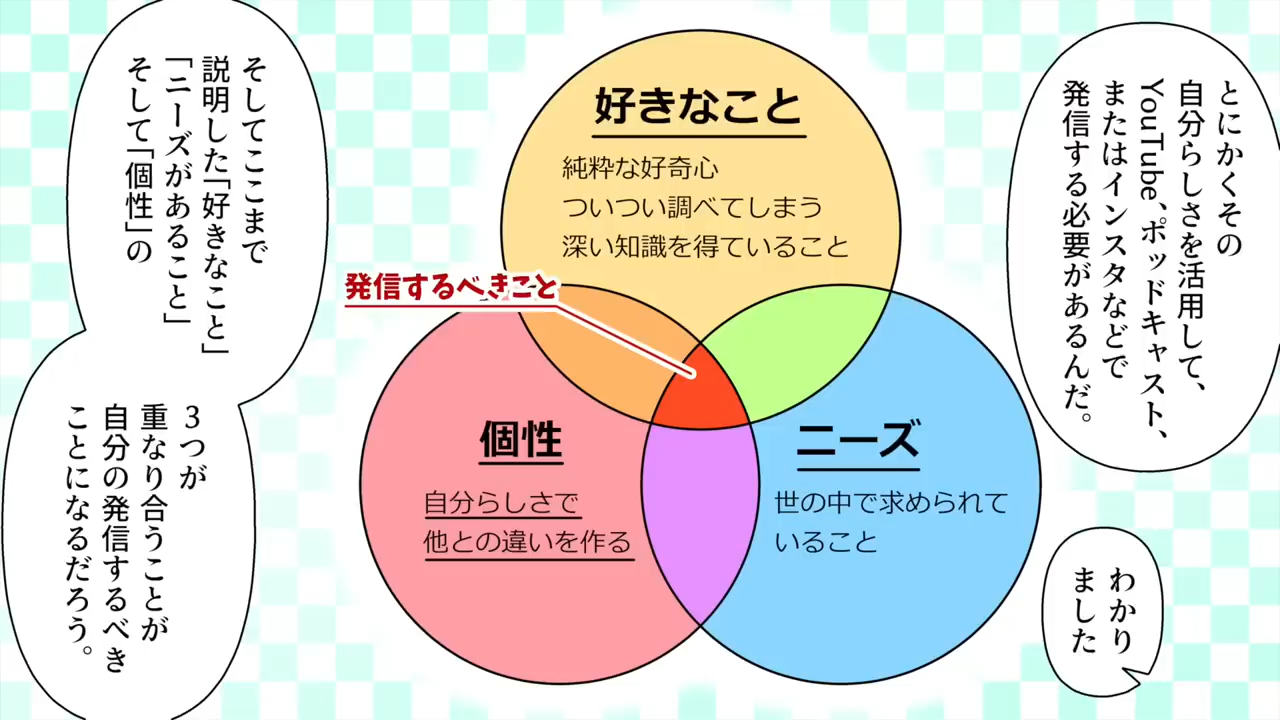 とにかくその
自分らしさを活用して、
YouTube、ポッドキャスト、
またはインスタなどで
発信する必要があるんだ。
わかり
ました
好きなこと
純粋な好奇心
ついつい調べてしまう
深い知識を得ていること
発信するべきこと
個性
自分らしさで
他との違いを作る
ニーズ
世の中で求められて
いること
そしてここまで
説明した「好きなこと」
「ニーズがあること」
そして「個性」の
3つが
重なり合うことが
自分の発信するべき
ことになるだろう。